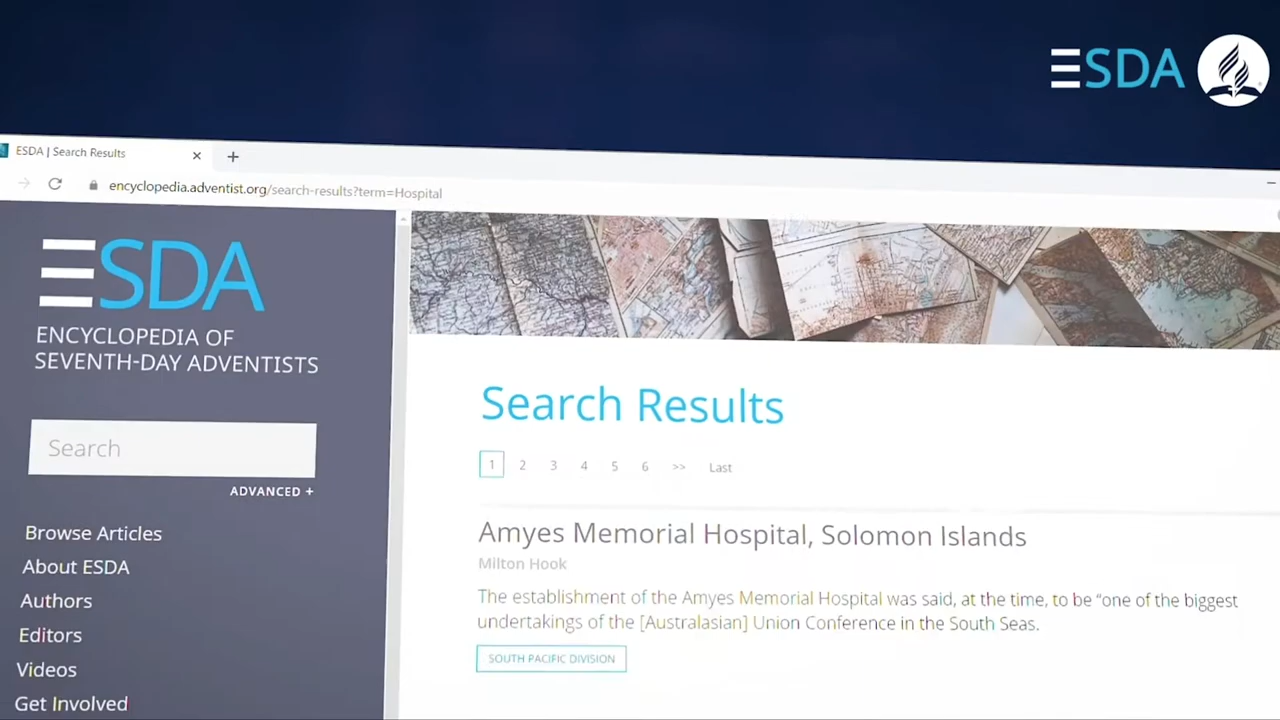 ESDA
ESDA | Search Results
encyclopedia.adventist.org/search-results?term=Hospital
ESDA
ENCYCLOPEDIA OF
SEVENTH-DAY ADVENTISTS
Search
ADVANCED +
Browse Articles
About ESDA
Authors
Editors
Videos
Get Involved
Search Results
1 2 3 4 5 6 >> Last
Amyes Memorial Hospital, Solomon Islands
Milton Hook
The establishment of the Amyes Memorial Hospital was said, at the time, to be “one of the biggest
undertakings of the [Australasian] Union Conference in the South Seas.
SOUTH PACIFIC DIVISION